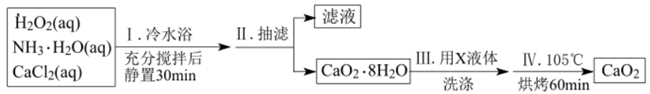 H₂O₂(aq)
NH₃·H₂O(aq)
CaCl₂(aq)
Ⅰ.冷水浴
充分搅拌后
静置30min
Ⅱ.抽滤
滤液
CaO₂·8H₂O
Ⅲ.用X液体
洗涤
Ⅳ.105℃
烘烤60min
CaO₂